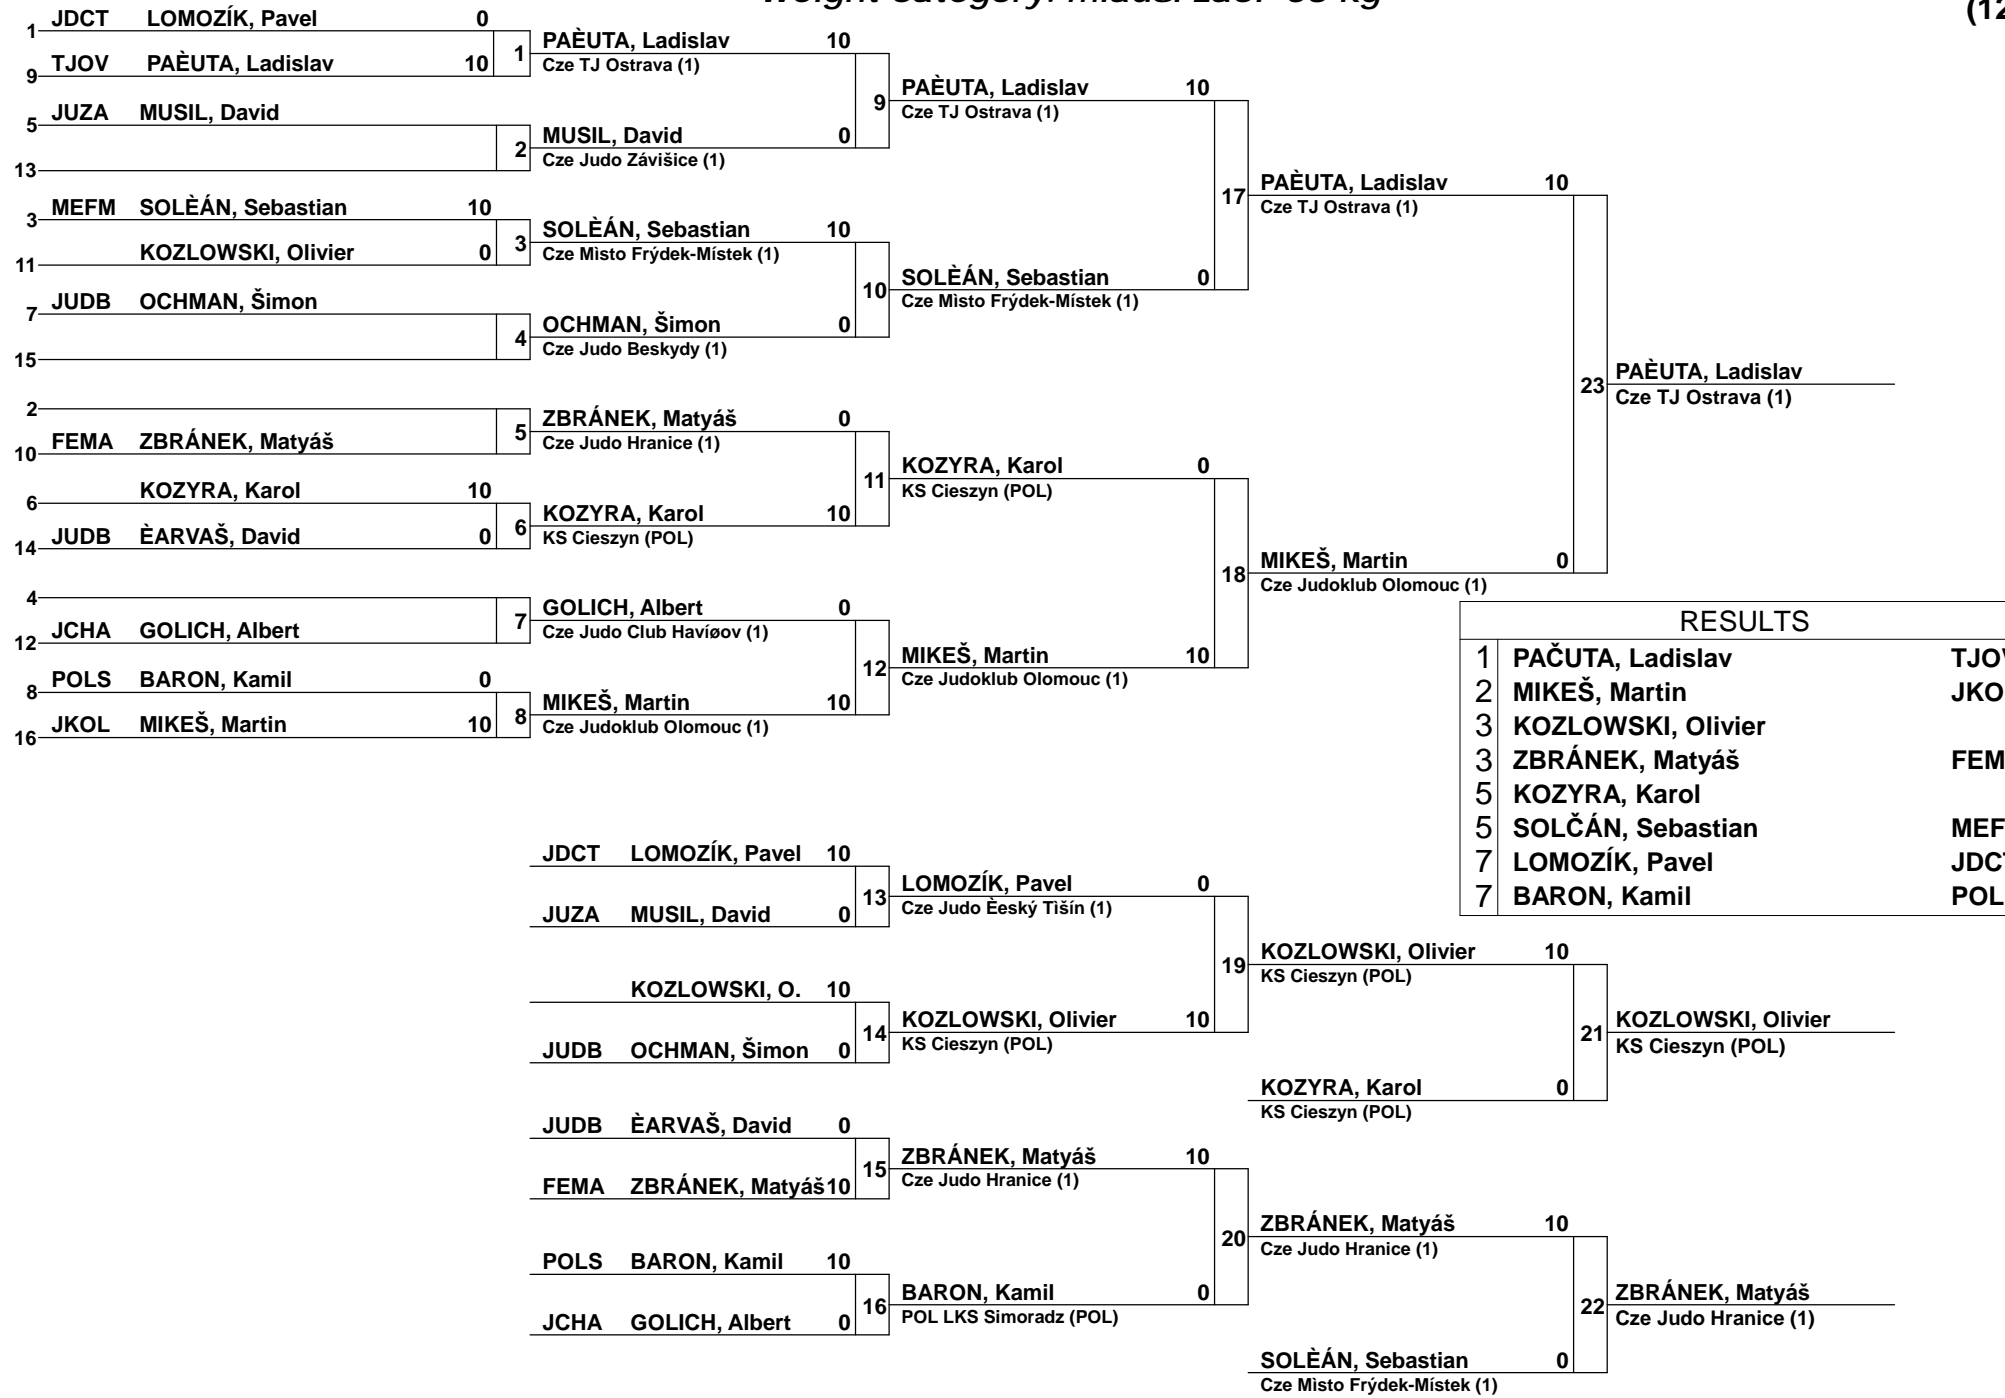 (12
1 JDCT LOMOZÍK, Pavel 0
9 TJOV PAÈUTA, Ladislav 10
1
5 JUZA MUSIL, David
13
2
3 MEFM SOLÈÁN, Sebastian 10
11 KOZLOWSKI, Olivier 0
3
7 JUDB OCHMAN, Šimon
15
4
2
10 FEMA ZBRÁNEK, Matyáš
5
6 KOZYRA, Karol 10
14 JUDB ÈARVAŠ, David 0
6
4
12 JCHA GOLICH, Albert
7
8 POLS BARON, Kamil 0
16 JKOL MIKEŠ, Martin 10
8
PAÈUTA, Ladislav 10
Cze TJ Ostrava (1)
MUSIL, David 0
Cze Judo Závišice (1)
9
SOLÈÁN, Sebastian 10
Cze Mìsto Frýdek-Místek (1)
OCHMAN, Šimon 0
Cze Judo Beskydy (1)
10
ZBRÁNEK, Matyáš 0
Cze Judo Hranice (1)
KOZYRA, Karol 10
KS Cieszyn (POL)
11
GOLICH, Albert 0
Cze Judo Club Havíøov (1)
MIKEŠ, Martin 10
Cze Judoklub Olomouc (1)
12
PAÈUTA, Ladislav 10
Cze TJ Ostrava (1)
SOLÈÁN, Sebastian 0
Cze Mìsto Frýdek-Místek (1)
17
KOZYRA, Karol 0
KS Cieszyn (POL)
MIKEŠ, Martin 10
Cze Judoklub Olomouc (1)
18
PAÈUTA, Ladislav 10
Cze TJ Ostrava (1)
MIKEŠ, Martin 0
Cze Judoklub Olomouc (1)
23
PAÈUTA, Ladislav
Cze TJ Ostrava (1)
RESULTS
1 PAČUTA, Ladislav TJOV
2 MIKEŠ, Martin JKO
3 KOZLOWSKI, Olivier
3 ZBRÁNEK, Matyáš FEM
5 KOZYRA, Karol
5 SOLČÁN, Sebastian MEF
7 LOMOZÍK, Pavel JDCT
7 BARON, Kamil POL
JDCT LOMOZÍK, Pavel 10
JUZA MUSIL, David 0
13
KOZLOWSKI, O. 10
JUDB OCHMAN, Šimon 0
14
JUDB ÈARVAŠ, David 0
FEMA ZBRÁNEK, Matyáš 10
15
POLS BARON, Kamil 10
JCHA GOLICH, Albert 0
16
LOMOZÍK, Pavel 0
Cze Judo Èeský Tìšín (1)
KOZLOWSKI, Olivier 10
KS Cieszyn (POL)
19
ZBRÁNEK, Matyáš 10
Cze Judo Hranice (1)
BARON, Kamil 0
POL LKS Simoradz (POL)
20
KOZLOWSKI, Olivier 10
KS Cieszyn (POL)
KOZYRA, Karol 0
KS Cieszyn (POL)
21
KOZLOWSKI, Olivier
KS Cieszyn (POL)
ZBRÁNEK, Matyáš 10
Cze Judo Hranice (1)
SOLÈÁN, Sebastian 0
Cze Mìsto Frýdek-Místek (1)
22
ZBRÁNEK, Matyáš
Cze Judo Hranice (1)